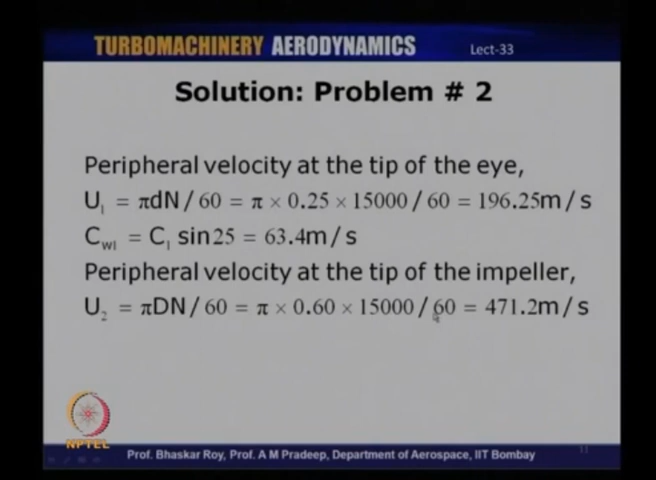 TURBOMACHINERY AERODYNAMICS Lect-33
Solution: Problem # 2
Peripheral velocity at the tip of the eye,
U₁ = πdN / 60 = π × 0.25 × 15000 / 60 = 196.25m / s
C_w1 = C₁ sin25 = 63.4m / s
Peripheral velocity at the tip of the impeller,
U₂ = πDN / 60 = π × 0.60 × 15000 / 60 = 471.2m / s
NPTEL
Prof. Bhaskar Roy, Prof. A M Pradeep, Department of Aerospace, IIT Bombay
11